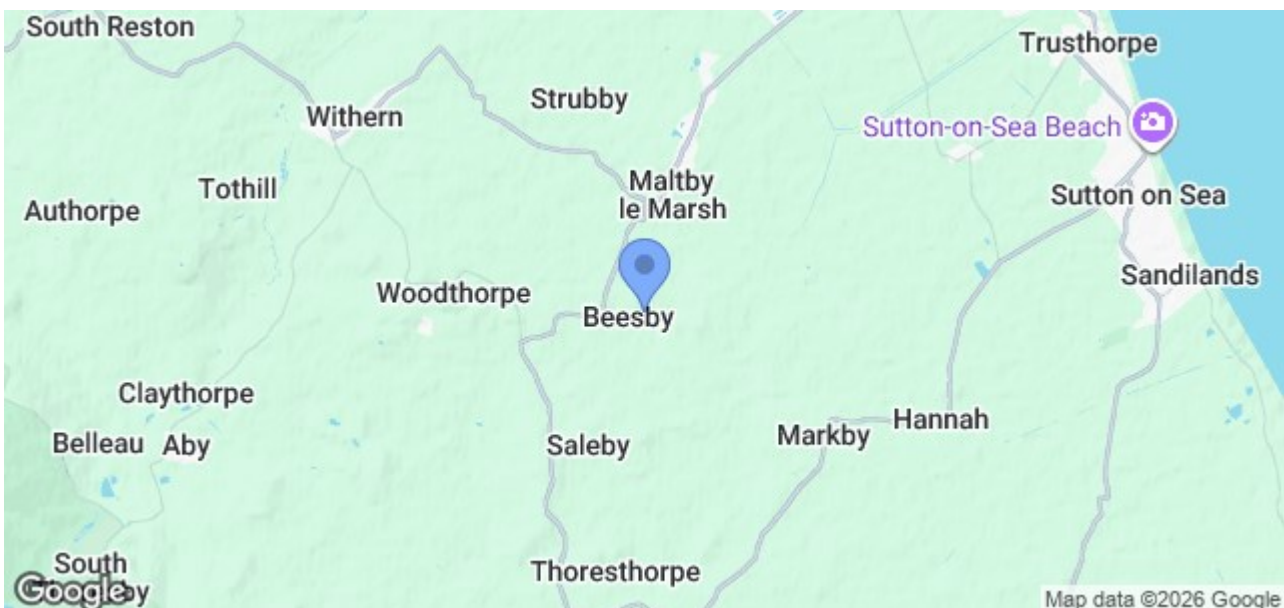 South Reston
Trusthorpe
Strubby
Withern
Sutton-on-Sea Beach
Maltby
le Marsh
Tothill
Authorpe
Sutton on Sea
Sandilands
Woodthorpe
Beesby
Claythorpe
Hannah
Markby
Belleau
Aby
Saleby
South
Thoresthorpe
Google
Map data ©2026 Google